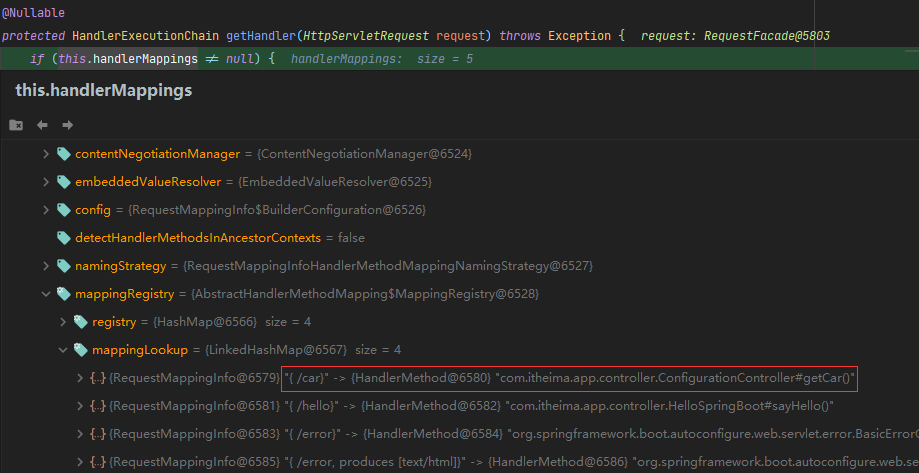 @Nullable
protected HandlerExecutionChain getHandler(HttpServletRequest request) throws Exception {  request: RequestFacade@5803
if (this.handlerMappings ≠ null) {  handlerMappings:  size = 5
this.handlerMappings
contentNegotiationManager = {ContentNegotiationManager@6524}
embeddedValueResolver = {EmbeddedValueResolver@6525}
config = {RequestMappingInfo$BuilderConfiguration@6526}
detectHandlerMethodsInAncestorContexts = false
namingStrategy = {RequestMappingInfoHandlerMethodMappingNamingStrategy@6527}
mappingRegistry = {AbstractHandlerMethodMapping$MappingRegistry@6528}
registry = {HashMap@6566}  size = 4
mappingLookup = {LinkedHashMap@6567}  size = 4
{..} {RequestMappingInfo@6579} "{ /car}" -> {HandlerMethod@6580} "com.itheima.app.controller.ConfigurationController#getCar()"
{..} {RequestMappingInfo@6581} "{ /hello}" -> {HandlerMethod@6582} "com.itheima.app.controller.HelloSpringBoot#sayHello()"
{..} {RequestMappingInfo@6583} "{ /error}" -> {HandlerMethod@6584} "org.springframework.boot.autoconfigure.web.servlet.error.BasicErrorC
{..} {RequestMappingInfo@6585} "{ /error, produces [text/html]}" -> {HandlerMethod@6586} "org.springframework.boot.autoconfigure.web.se